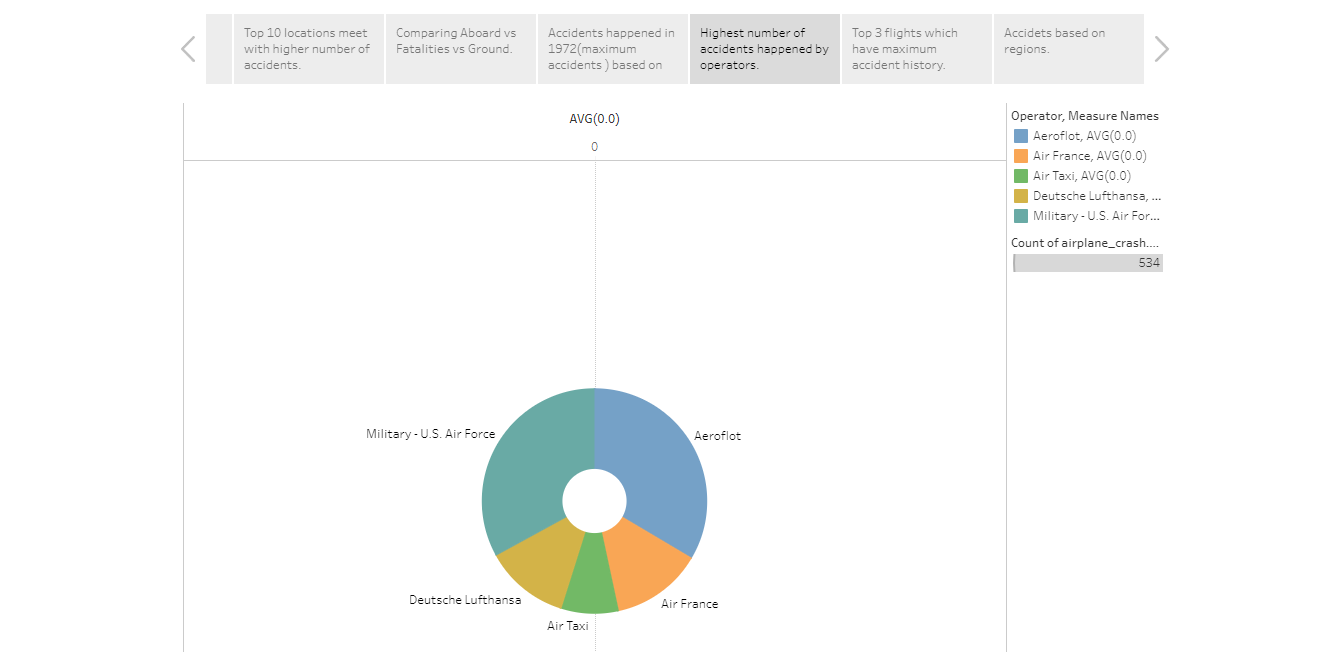 Top 10 locations meet
with higher number of
accidents.
Comparing Aboard vs
Fatalities vs Ground.
Accidents happened in
1972(maximum
accidents ) based on
Highest number of
accidents happened by
operators.
Top 3 flights which
have maximum
accident history.
Accidets based on
regions.
AVG(0.0)
0
Operator, Measure Names
Aeroflot, AVG(0.0)
Air France, AVG(0.0)
Air Taxi, AVG(0.0)
Deutsche Lufthansa, ...
Military - U.S. Air For...
Count of airplane_crash....
534
Military - U.S. Air Force
Aeroflot
Deutsche Lufthansa
Air France
Air Taxi